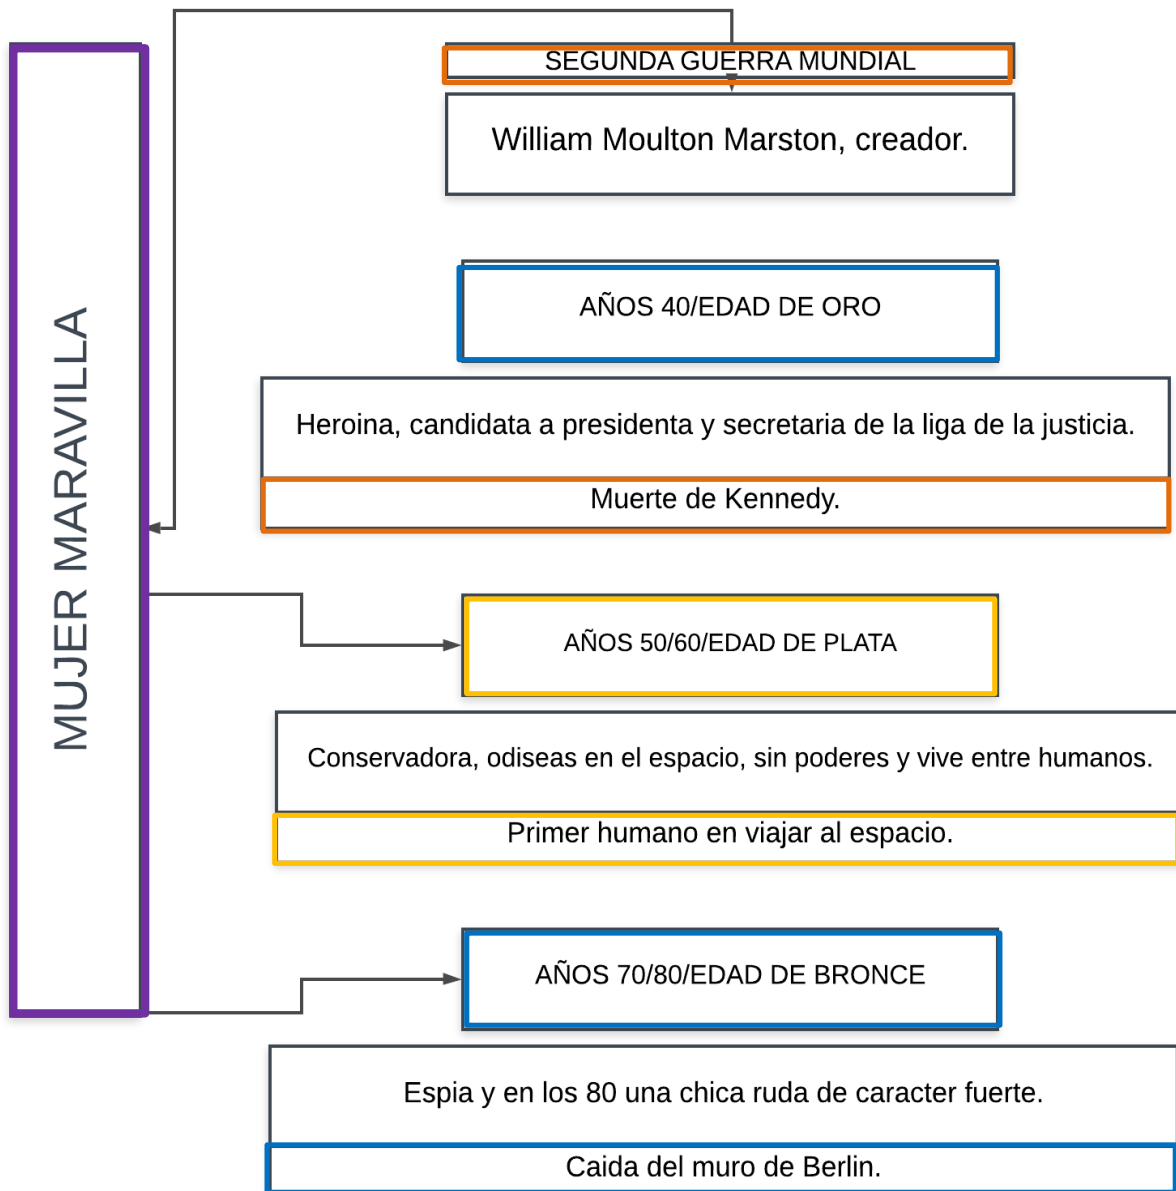 MUJER MARAVILLA
SEGUNDA GUERRA MUNDIAL
William Moulton Marston, creador.
AÑOS 40/EDAD DE ORO
Heroina, candidata a presidenta y secretaria de la liga de la justicia.
Muerte de Kennedy.
AÑOS 50/60/EDAD DE PLATA
Conservadora, odiseas en el espacio, sin poderes y vive entre humanos.
Primer humano en viajar al espacio.
AÑOS 70/80/EDAD DE BRONCE
Espia y en los 80 una chica ruda de caracter fuerte.
Caida del muro de Berlin.